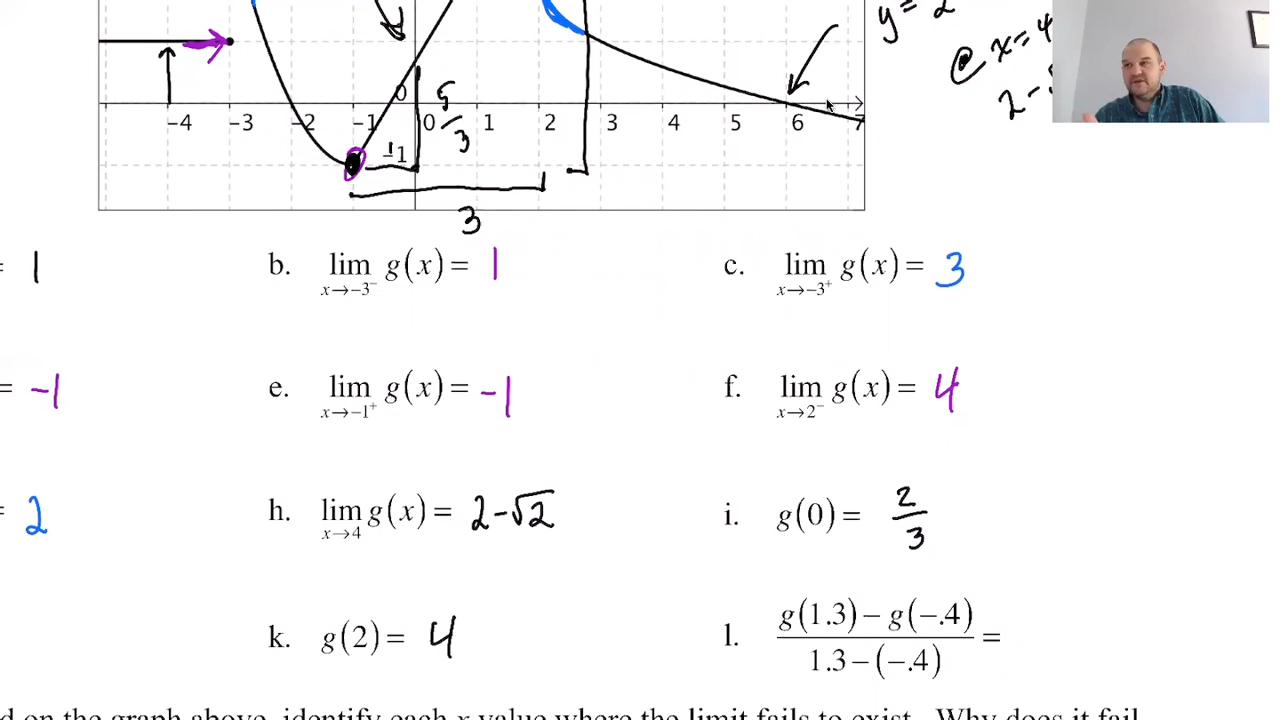 y = 2
@ x=4
2-
0
5/3
-4 -3 -2 -1 0 1 2 3 4 5 6 7
1
-1
3
= 1 b. lim x→-3⁻ g(x) = 1 c. lim x→-3⁺ g(x) = 3
= -1 e. lim x→-1⁺ g(x) = -1 f. lim x→2⁻ g(x) = 4
= 2 h. lim x→4 g(x) = 2-√2 i. g(0) = 2/3
k. g(2) = 4 l. g(1.3) - g(-.4) / 1.3 - (-.4) =
d on the graph above, identify each x value where the limit fails to exist. Why does it fail